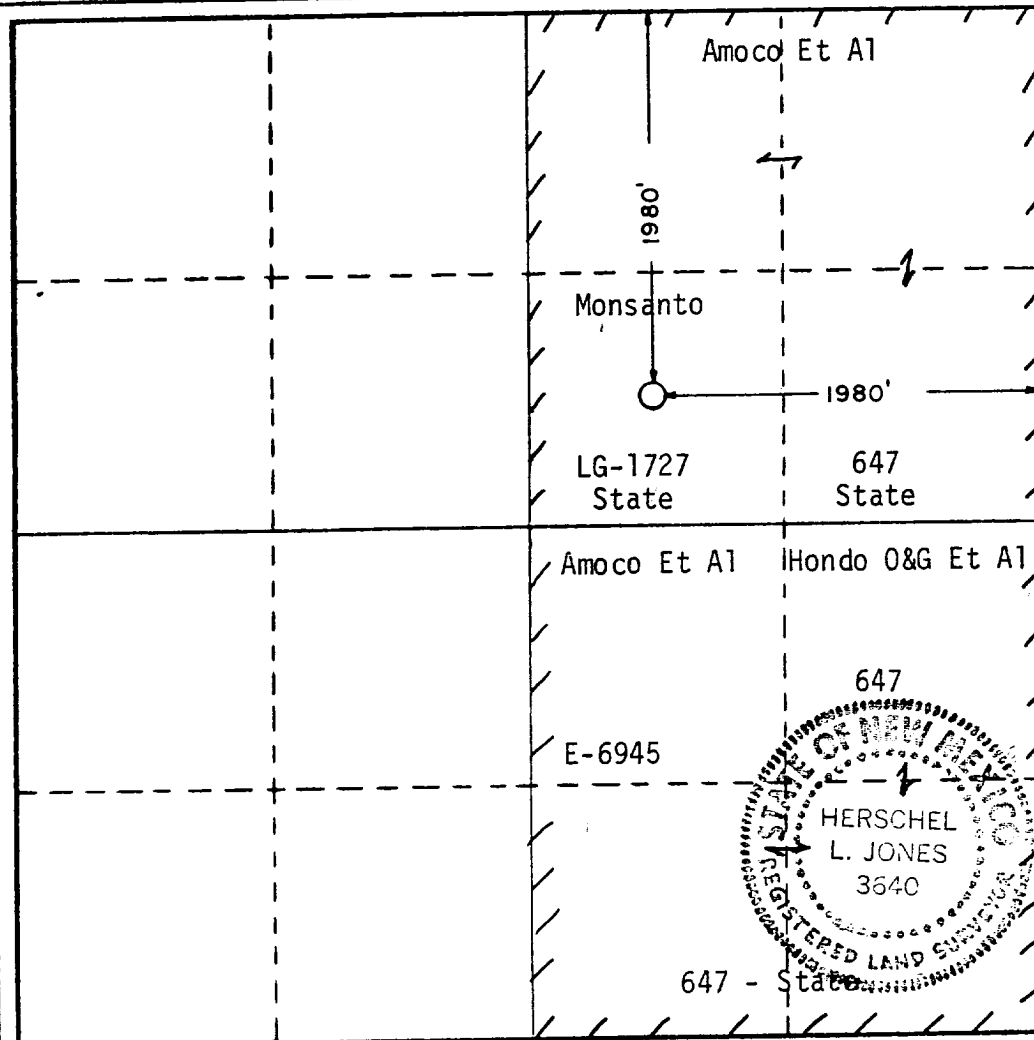 Amoco Et Al
1980'
Monsanto
1980'
LG-1727
State
647
State
Amoco Et Al
Hondo O&G Et Al
647
E-6945
STATE OF NEW MEXICO
HERSCHEL
L. JONES
3640
REGISTERED LAND SURVEYOR
647 - State